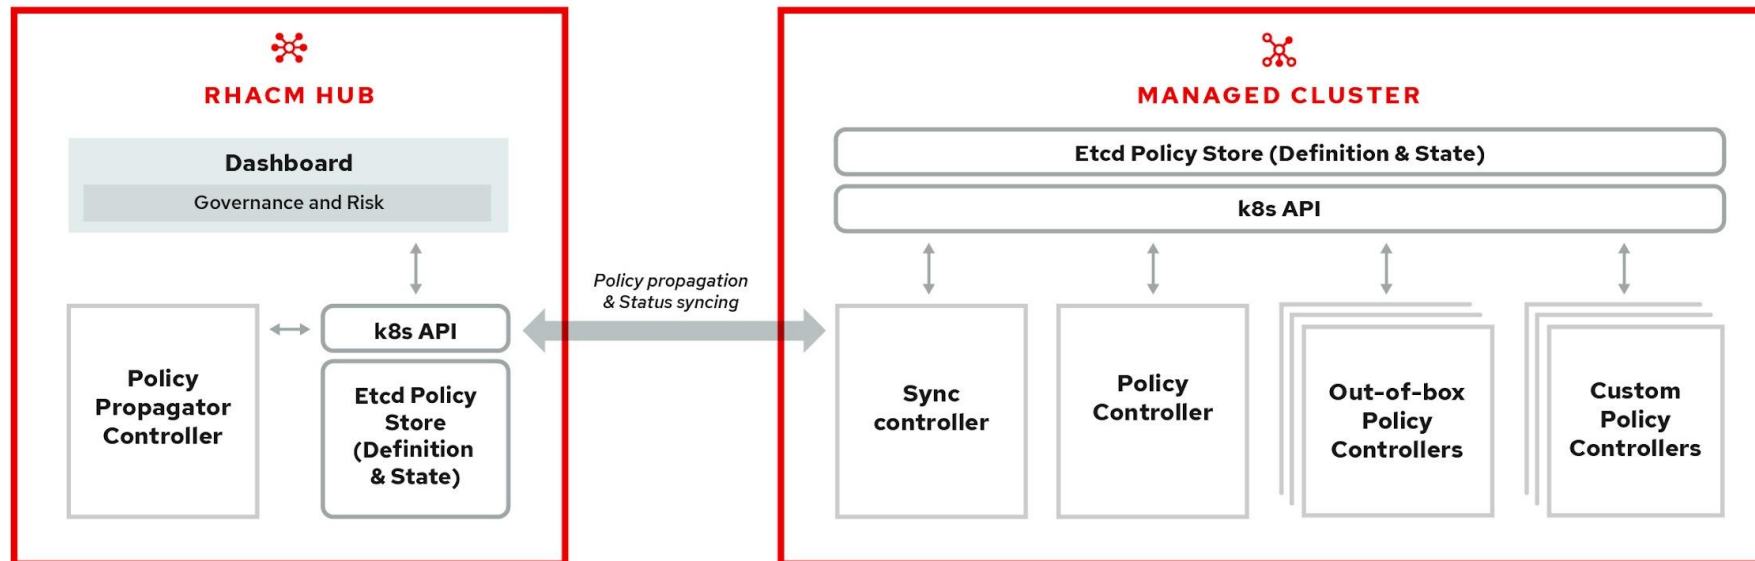 RHACM HUB
Dashboard
Governance and Risk
Policy
Propagator
Controller
k8s API
Etcd Policy
Store
(Definition
& State)
Policy propagation
& Status syncing
MANAGED CLUSTER
Etcd Policy Store (Definition & State)
k8s API
Sync
controller
Policy
Controller
Out-of-box
Policy
Controllers
Custom
Policy
Controllers